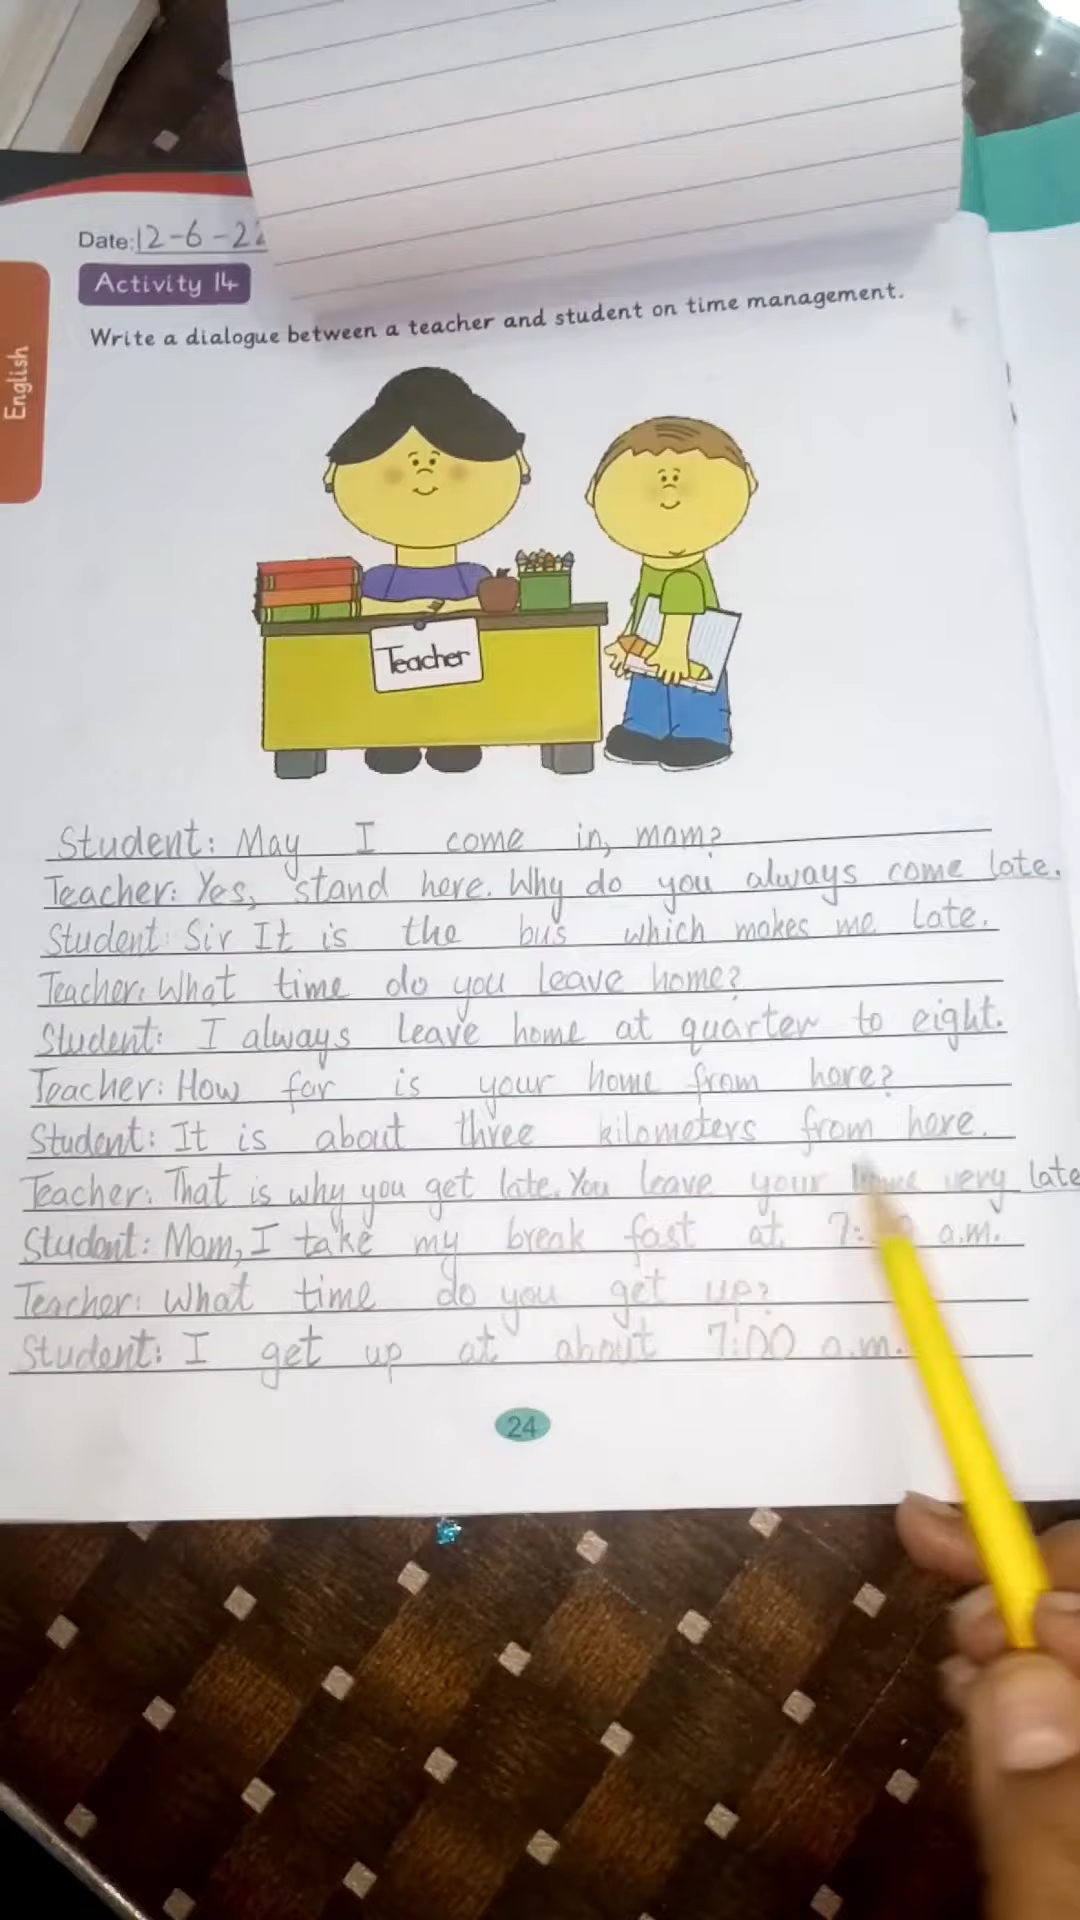 Date: 12-6-22
Activity 14
Write a dialogue between a teacher and student on time management.
English
Teacher
Student: May I come in, mam?
Teacher: Yes, stand here. Why do you always come late.
Student: Sir It is the bus which makes me late.
Teacher: What time do you leave home?
Student: I always leave home at quarter to eight.
Teacher: How far is your home from here?
Student: It is about three kilometers from here.
Teacher: That is why you get late. You leave your very late
Student: Mam, I take my break fast at a.m.
Teacher: What time do you get up?
Student: I get up at about 7:00 a.m.
24